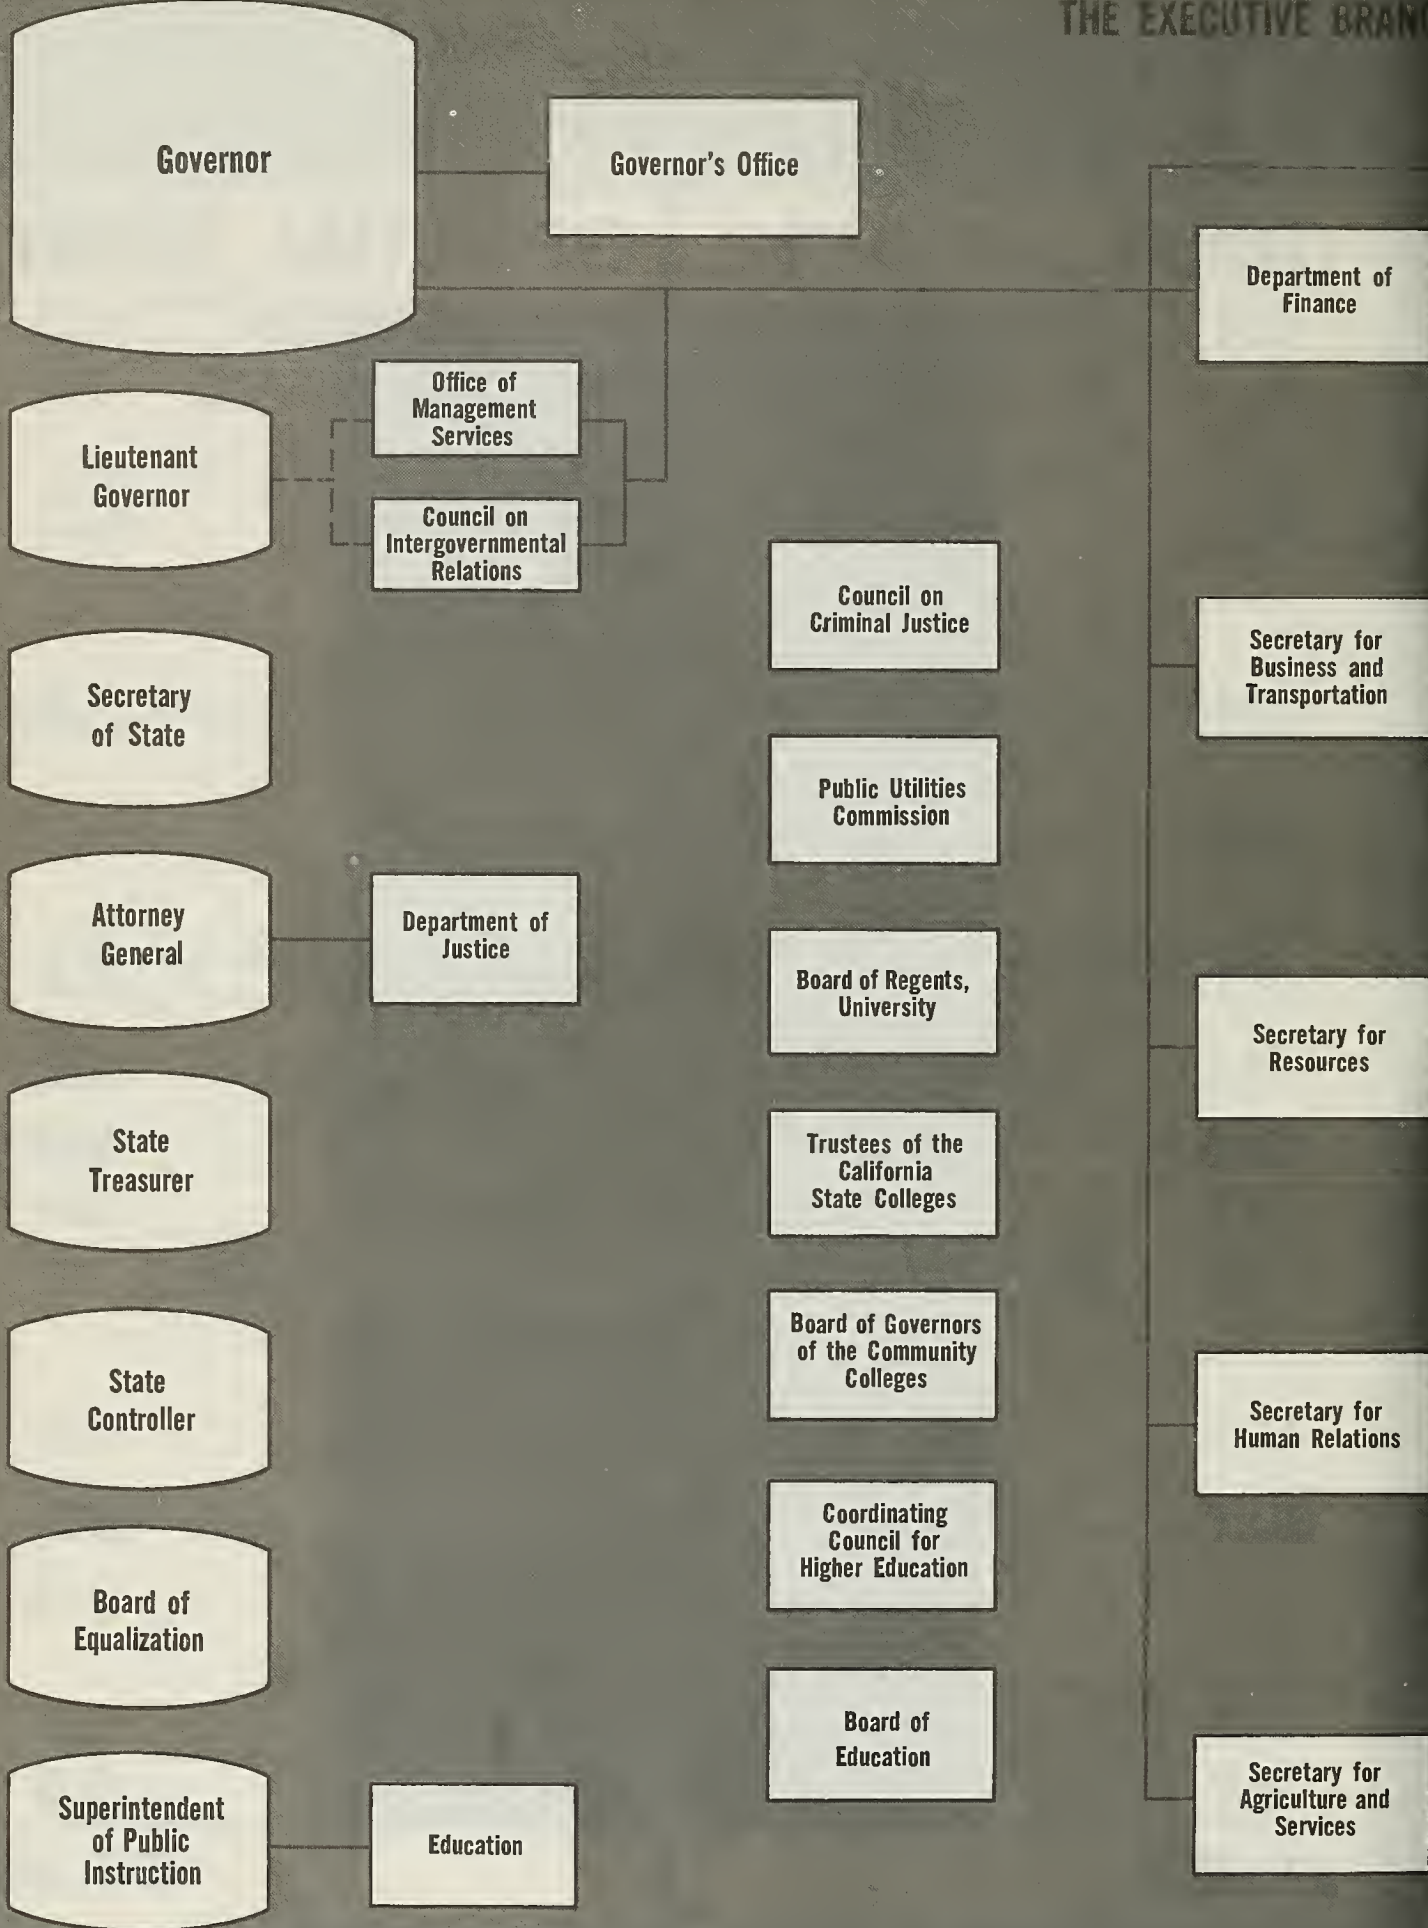 THE EXECUTIVE
Governor
Governor's Office
Department of
Finance
Office of
Management
Services
Lieutenant
Governor
Council on
Intergovernmental
Relations
Council on
Criminal Justice
Secretary for
Business and
Transportation
Secretary
of State
Public Utilities
Commission
Attorney
General
Department of
Justice
Board of Regents,
University
Secretary for
Resources
State
Treasurer
Trustees of the
California
State Colleges
State
Controller
Board of Governors
of the Community
Colleges
Secretary for
Human Relations
Coordinating
Council for
Higher Education
Board of
Equalization
Board of
Education
Secretary for
Agriculture and
Services
Superintendent
of Public
Instruction
Education